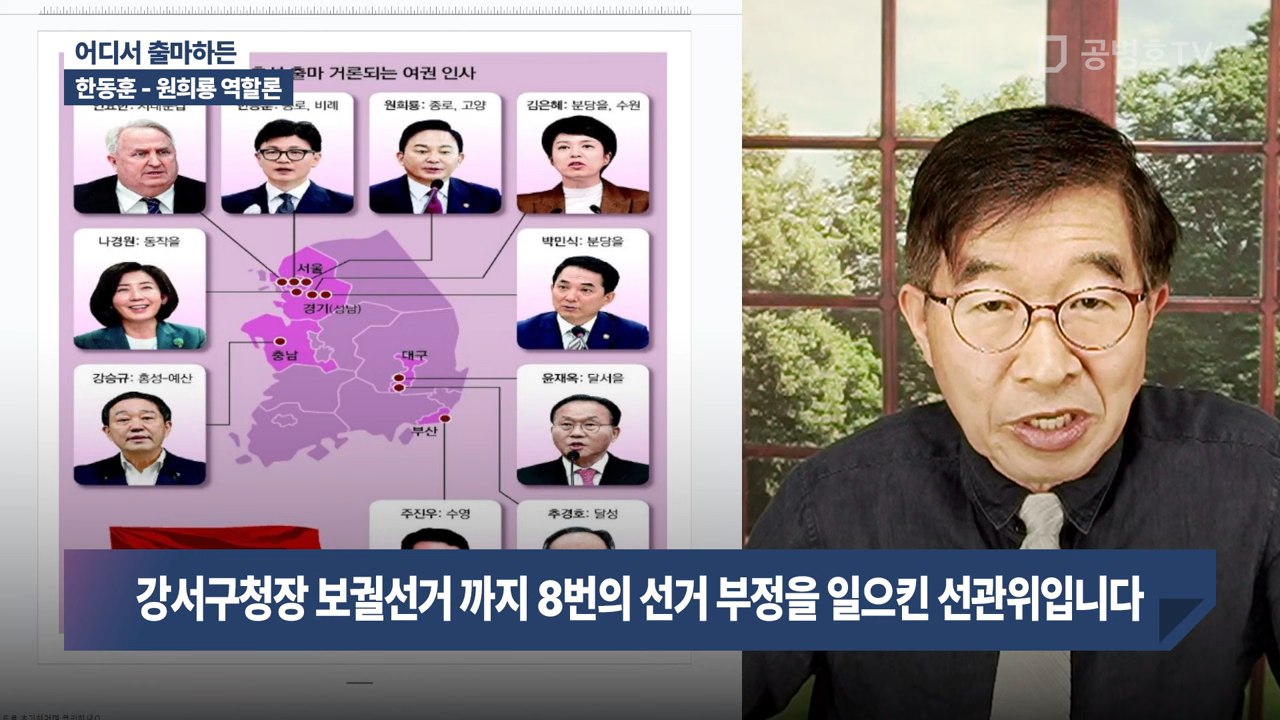 어디서 출마하든
한동훈 - 원희룡 역할론
출마 거론되는 여권 인사
종로, 비례
원희룡: 종로, 고양
김은혜: 분당을, 수원
나경원: 동작을
박민식: 분당을
서울
경기(성남)
충남
대구
강승규: 홍성-예산
윤재옥: 달서을
부산
주진우: 수영
추경호: 달성
강서구청장 보궐선거 까지 8번의 선거 부정을 일으킨 선관위입니다
공병호TV